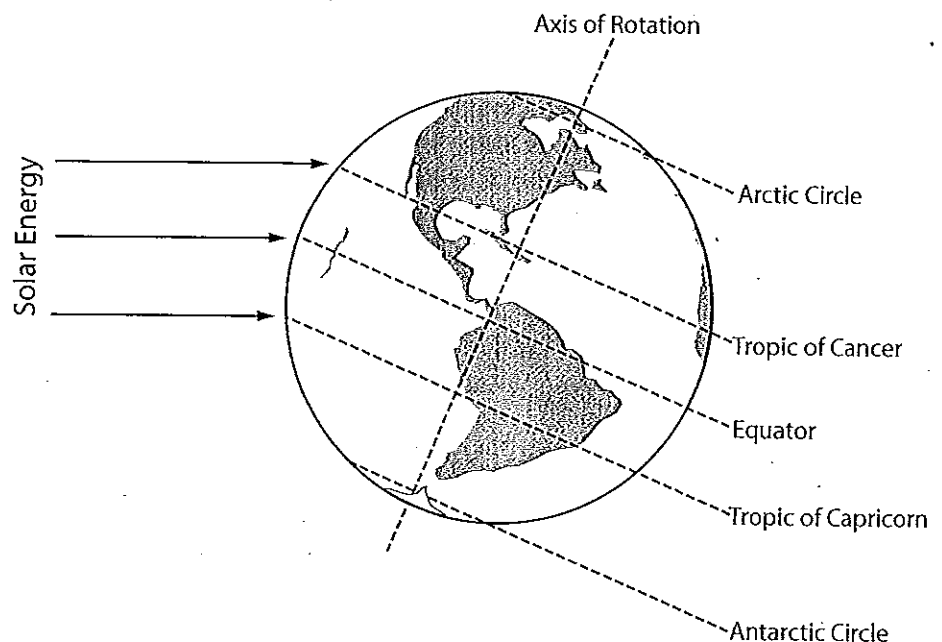 Axis of Rotation
Solar Energy
Arctic Circle
Tropic of Cancer
Equator
Tropic of Capricorn
Antarctic Circle